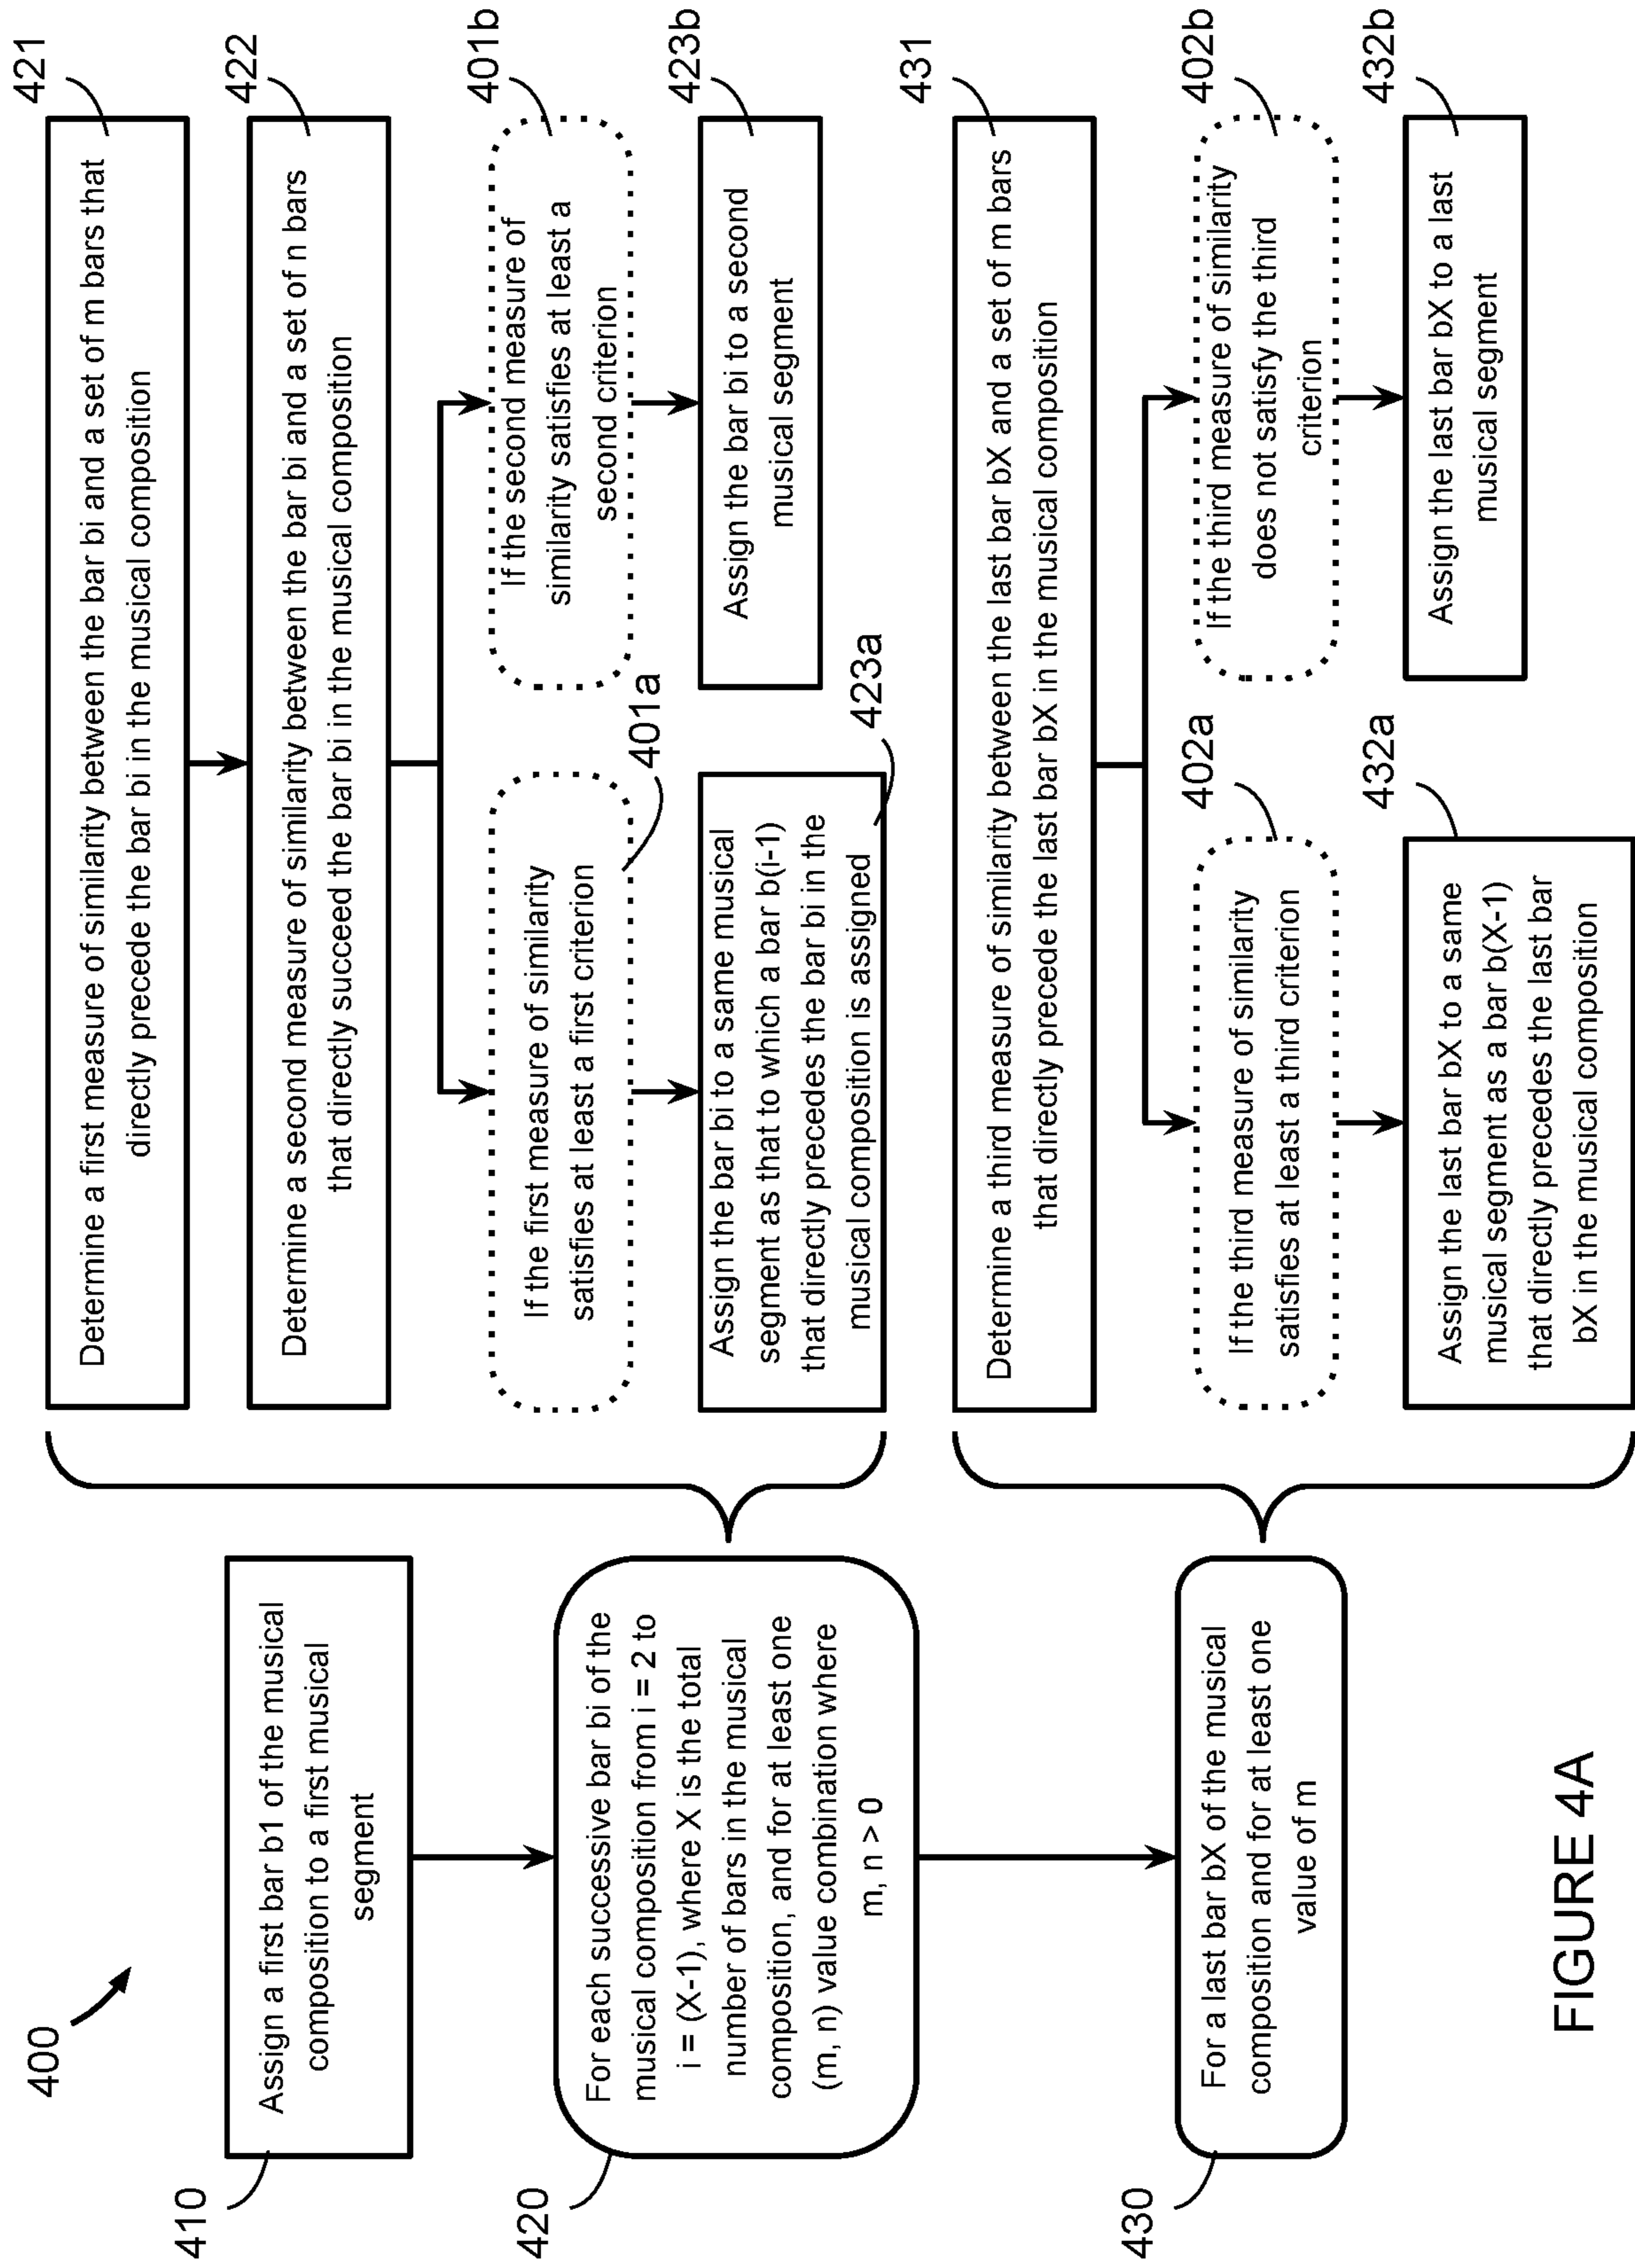 400
410
Assign a first bar b1 of the musical
composition to a first musical
segment
420
For each successive bar bi of the
musical composition from i = 2 to
i = (X-1), where X is the total
number of bars in the musical
composition, and for at least one
(m, n) value combination where
m, n > 0
430
For a last bar bX of the musical
composition and for at least one
value of m
421
Determine a first measure of similarity between the bar bi and a set of m bars that
directly precede the bar bi in the musical composition
422
Determine a second measure of similarity between the bar bi and a set of n bars
that directly succeed the bar bi in the musical composition
If the first measure of similarity
satisfies at least a first criterion
401a
If the second measure of
similarity satisfies at least a
second criterion
401b
Assign the bar bi to a same musical
segment as that to which a bar b(i-1)
that directly precedes the bar bi in the
musical composition is assigned
423a
Assign the bar bi to a second
musical segment
423b
431
Determine a third measure of similarity between the last bar bX and a set of m bars
that directly precede the last bar bX in the musical composition
402a
If the third measure of similarity
satisfies at least a third criterion
402b
If the third measure of similarity
does not satisfy the third
criterion
432a
Assign the last bar bX to a same
musical segment as a bar b(X-1)
that directly precedes the last bar
bX in the musical composition
432b
Assign the last bar bX to a last
musical segment
FIGURE 4A